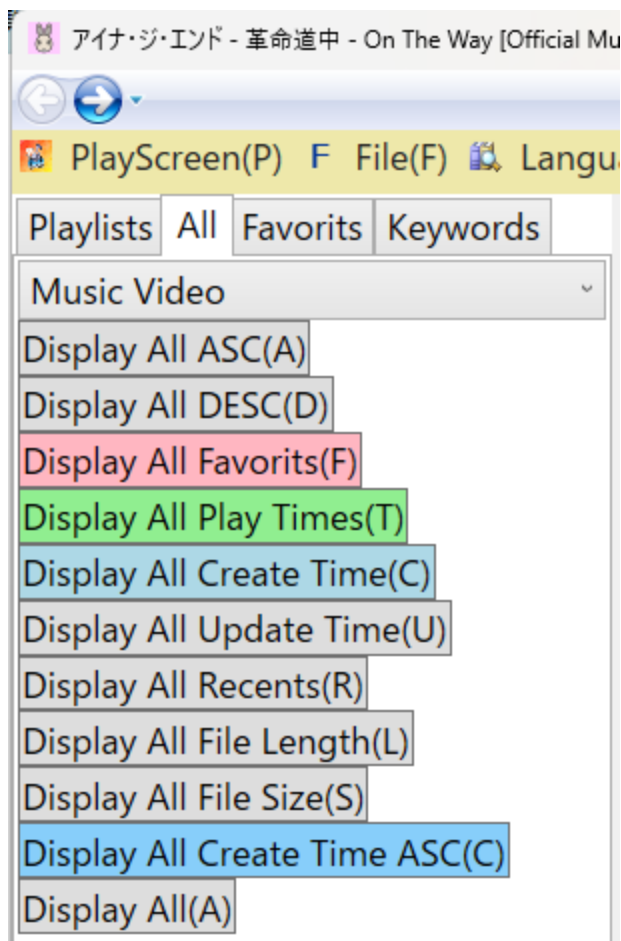 アイナ・ジ・エンド - 革命道中 - On The Way [Official Mu
PlayScreen(P) F File(F) Langu
Playlists All Favorits Keywords
Music Video
Display All ASC(A)
Display All DESC(D)
Display All Favorits(F)
Display All Play Times(T)
Display All Create Time(C)
Display All Update Time(U)
Display All Recents(R)
Display All File Length(L)
Display All File Size(S)
Display All Create Time ASC(C)
Display All(A)